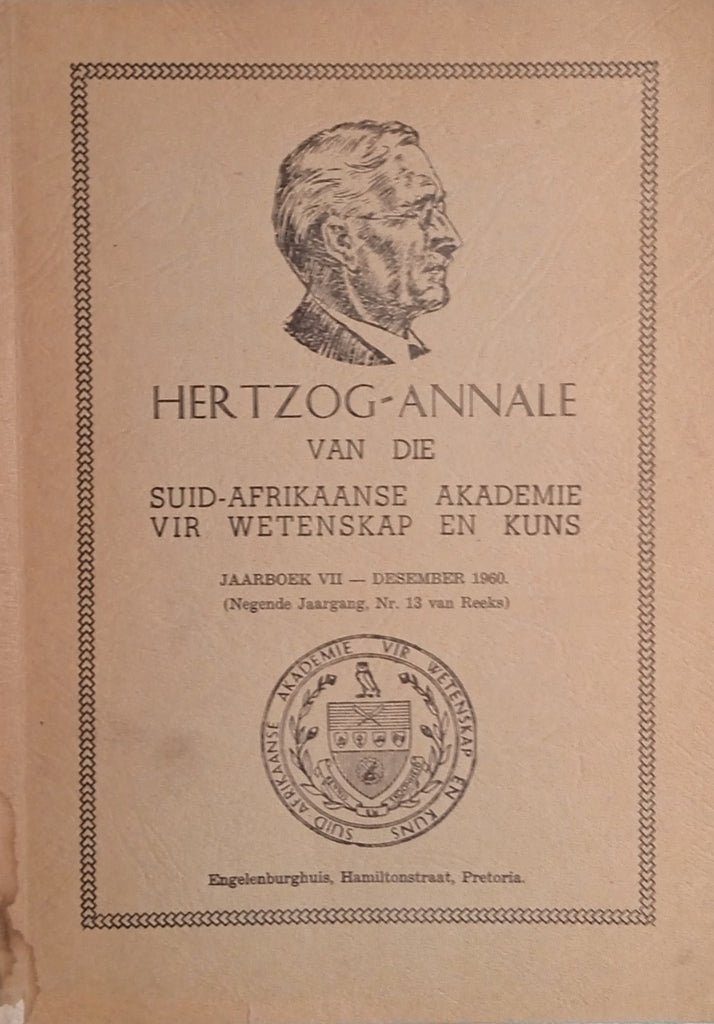 HERTZOG-ANNALE
VAN DIE
SUID-AFRIKAANSE AKADEMIE
VIR WETENSKAP EN KUNS
JAARBOEK VII — DESEMBER 1960.
(Negende Jaargang, Nr. 13 van Reeks)
SUID AFRIKAANSE AKADEMIE VIR WETENSKAP EN KUNS
Engelenburghuis, Hamiltonstraat, Pretoria.